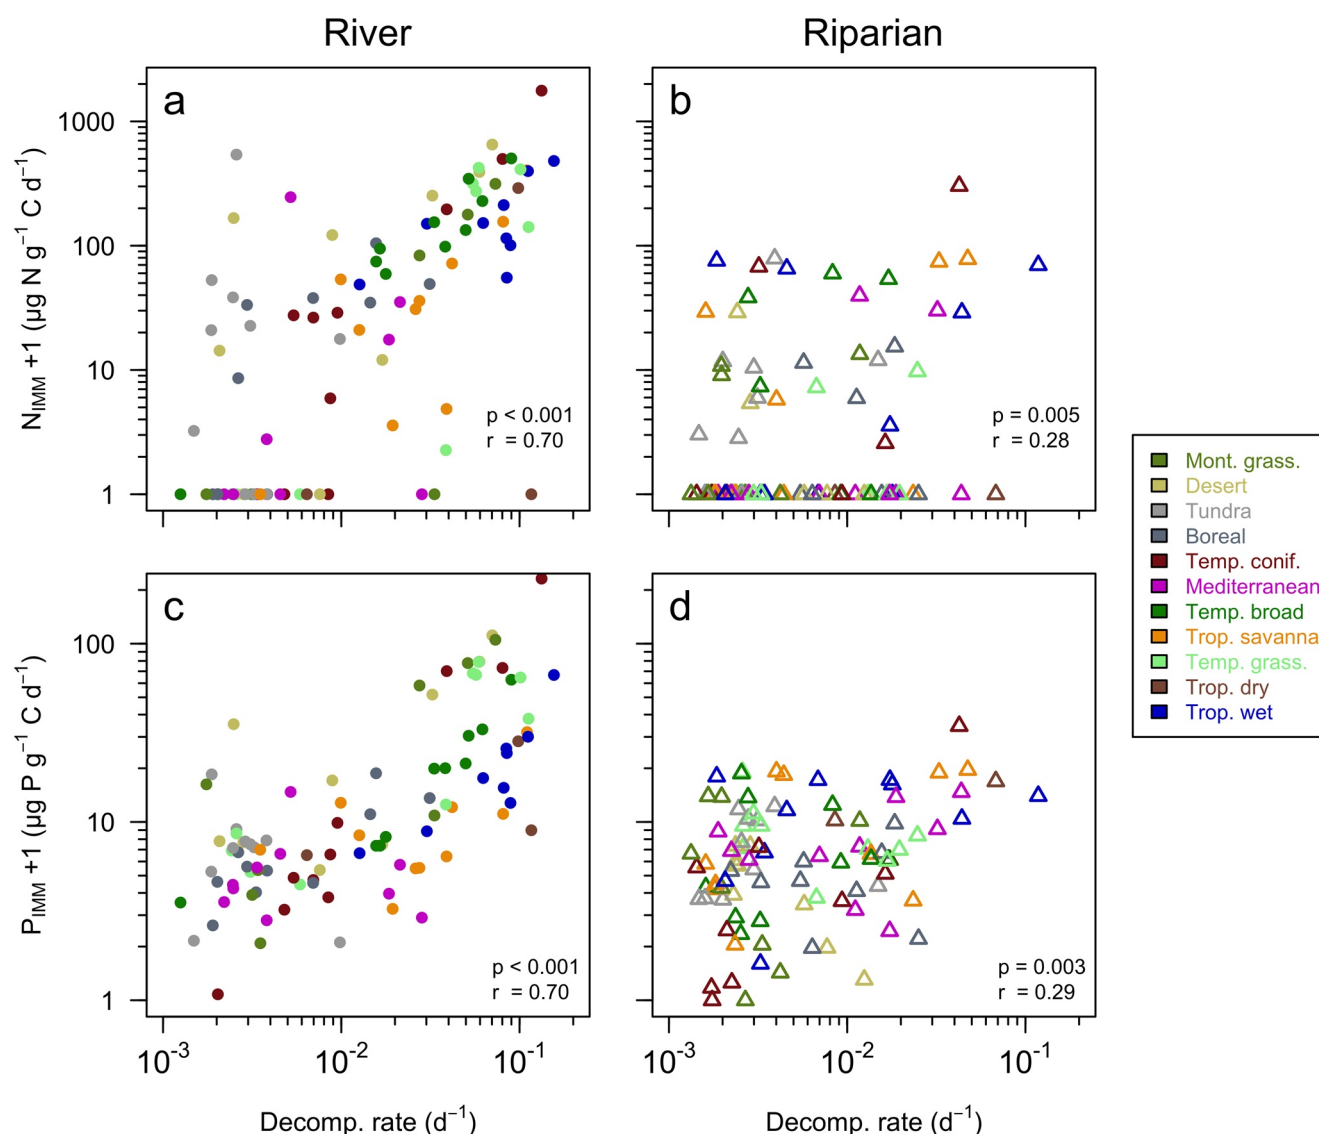 River
Riparian
a
b
N_IMM +1 (µg N g⁻¹ C d⁻¹)
1000
100
10
1
p < 0.001
r = 0.70
p = 0.005
r = 0.28
Mont. grass.
Desert
Tundra
Boreal
Temp. conif.
Mediterranean
Temp. broad
Trop. savanna
Temp. grass.
Trop. dry
Trop. wet
c
d
P_IMM +1 (µg P g⁻¹ C d⁻¹)
100
10
1
p < 0.001
r = 0.70
p = 0.003
r = 0.29
10⁻³ 10⁻² 10⁻¹
10⁻³ 10⁻² 10⁻¹
Decomp. rate (d⁻¹)
Decomp. rate (d⁻¹)